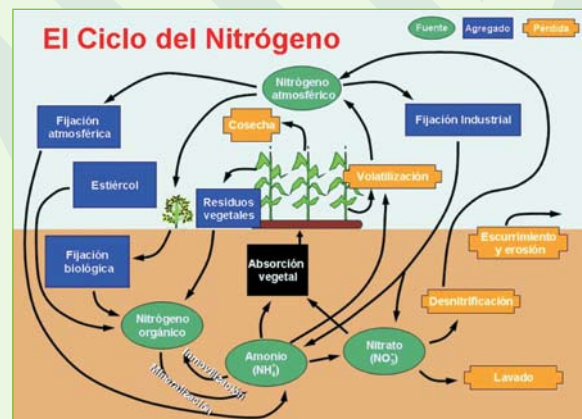 El Ciclo del Nitrógeno
Fuente
Agregado
Pérdida
Nitrógeno
atmosférico
Fijación
atmosférica
Cosecha
Fijación Industrial
Estiércol
Residuos
vegetales
Volatilización
Escurrimiento
y erosión
Fijación
biológica
Absorción
vegetal
Desnitrificación
Nitrógeno
orgánico
Amonio
(NH₄⁺)
Nitrato
(NO₃⁻)
Inmovilización
Mineralización
Lavado